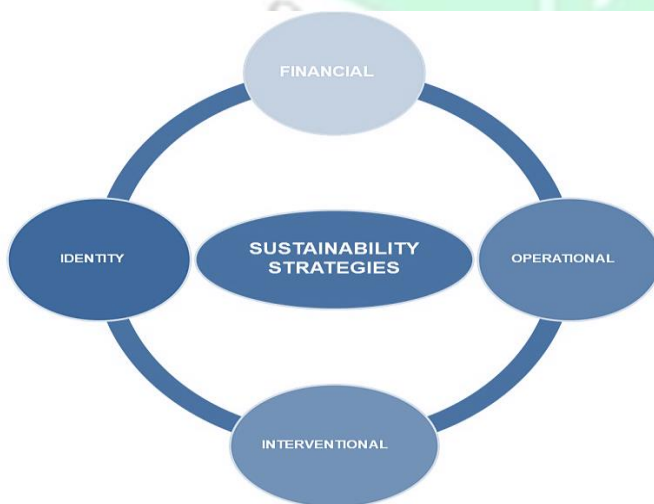 FINANCIAL
IDENTITY
SUSTAINABILITY
STRATEGIES
OPERATIONAL
INTERVENTIONAL